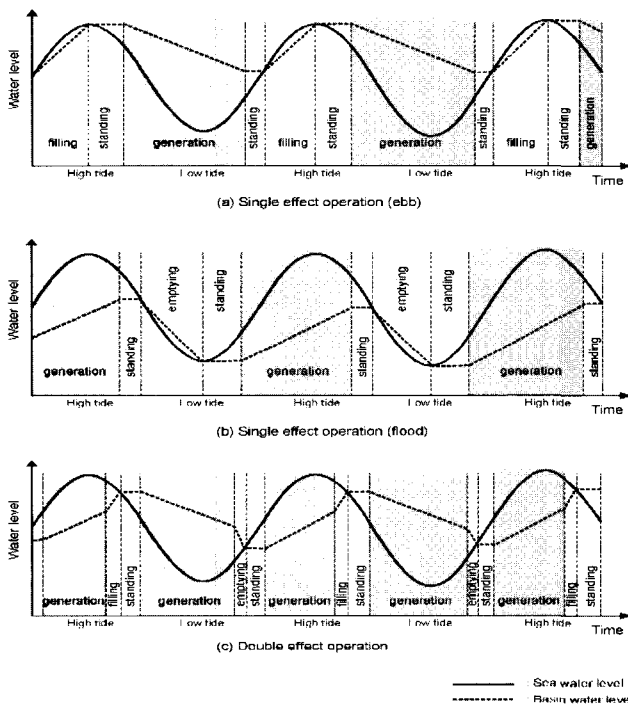 Water level
filling
standing
generation
standing
filling
standing
generation
standing
filling
standing
generation
High tide
Low tide
High tide
Low tide
High tide
Time
(a) Single effect operation (ebb)
Water level
generation
standing
emptying
standing
generation
standing
emptying
standing
generation
standing
High tide
Low tide
High tide
Low tide
High tide
Time
(b) Single effect operation (flood)
Water level
generation
filling
standing
generation
emptying
standing
generation
filling
standing
generation
emptying
standing
generation
filling
standing
High tide
Low tide
High tide
Low tide
High tide
Time
(c) Double effect operation
: Sea water level
: Basin water level